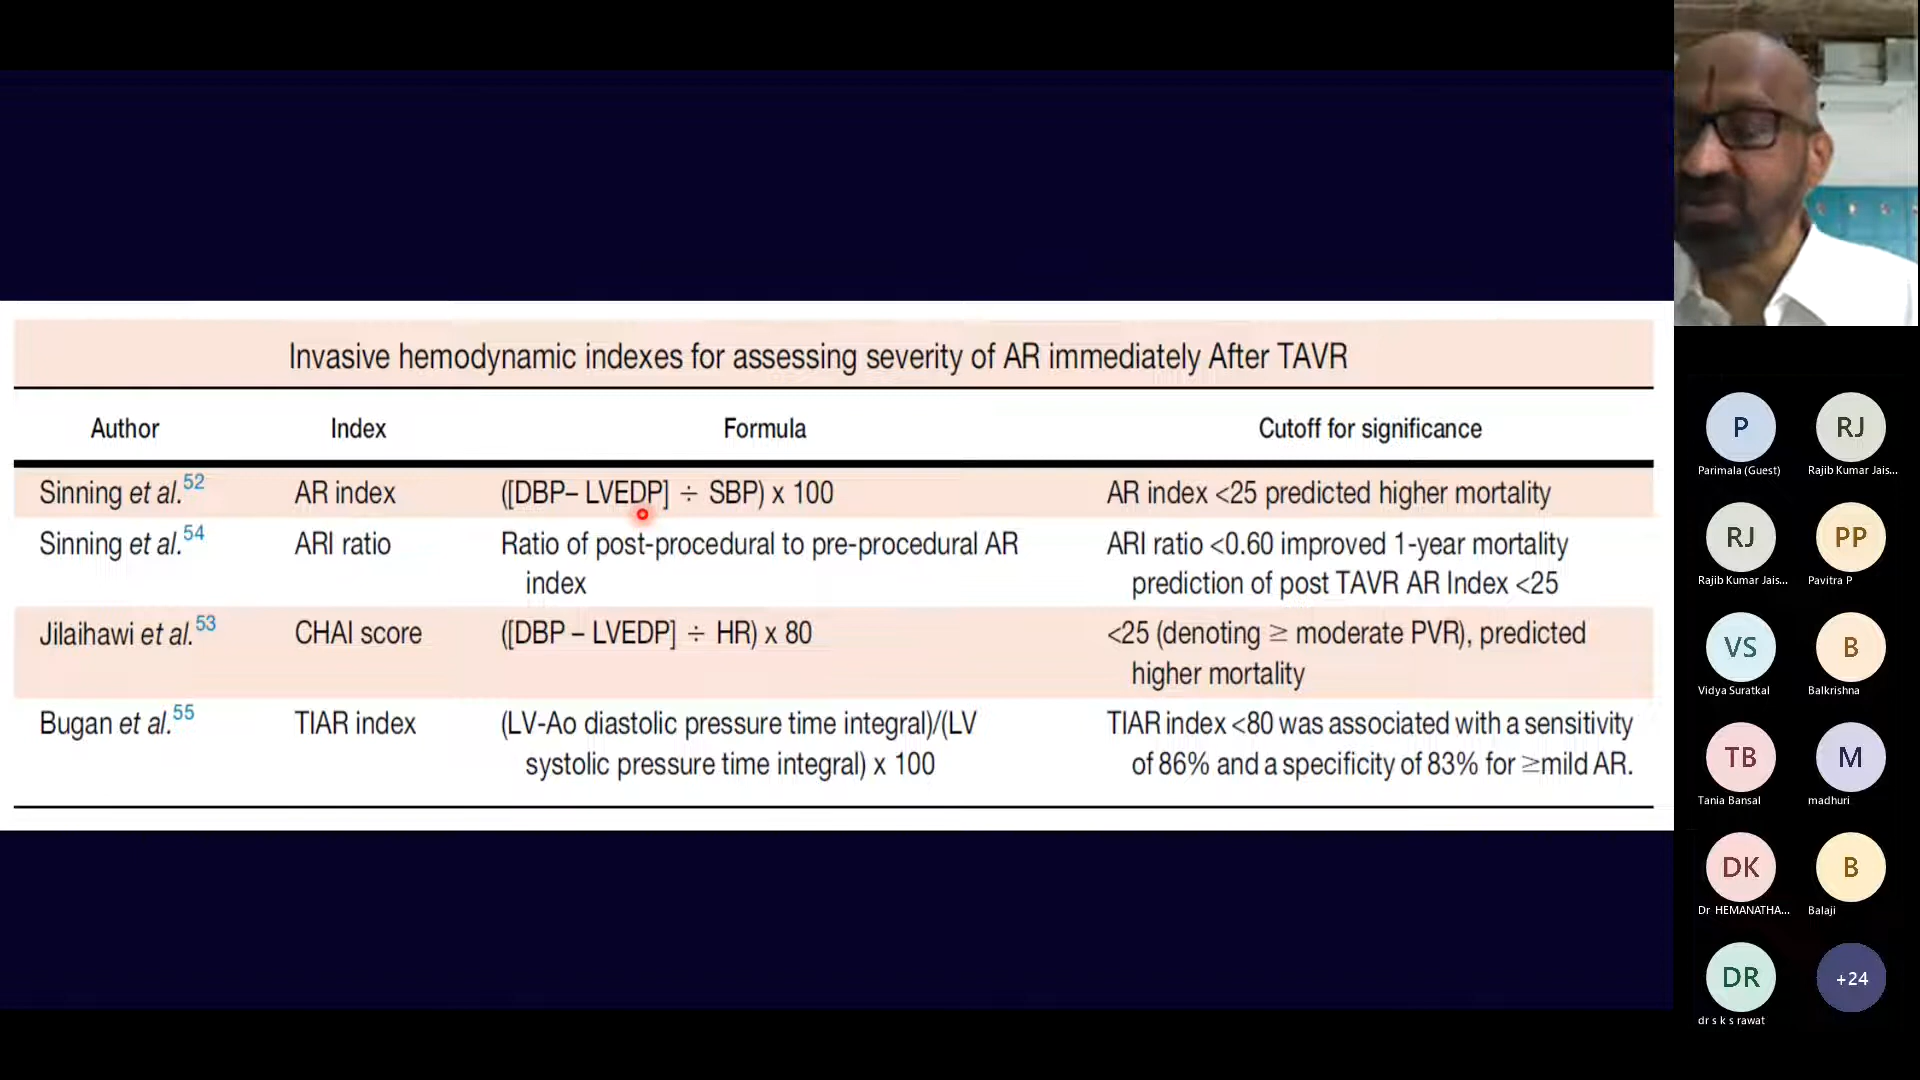 Invasive hemodynamic indexes for assessing severity of AR immediately After TAVR
Author Index Formula Cutoff for significance
Sinning et al.52 AR index ([DBP– LVEDP] ÷ SBP) x 100 AR index <25 predicted higher mortality
Sinning et al.54 ARI ratio Ratio of post-procedural to pre-procedural AR ARI ratio <0.60 improved 1-year mortality
index prediction of post TAVR AR Index <25
Jilaihawi et al.53 CHAI score ([DBP – LVEDP] ÷ HR) x 80 <25 (denoting ≥ moderate PVR), predicted
higher mortality
Bugan et al.55 TIAR index (LV-Ao diastolic pressure time integral)/(LV TIAR index <80 was associated with a sensitivity
systolic pressure time integral) x 100 of 86% and a specificity of 83% for ≥mild AR.
P RJ
Parimala (Guest) Rajib Kumar Jais...
RJ PP
Rajib Kumar Jais... Pavitra P
VS B
Vidya Suratkal Balkrishna
TB M
Tania Bansal madhuri
DK B
Dr HEMANATHA... Balaji
DR +24
dr s k s rawat